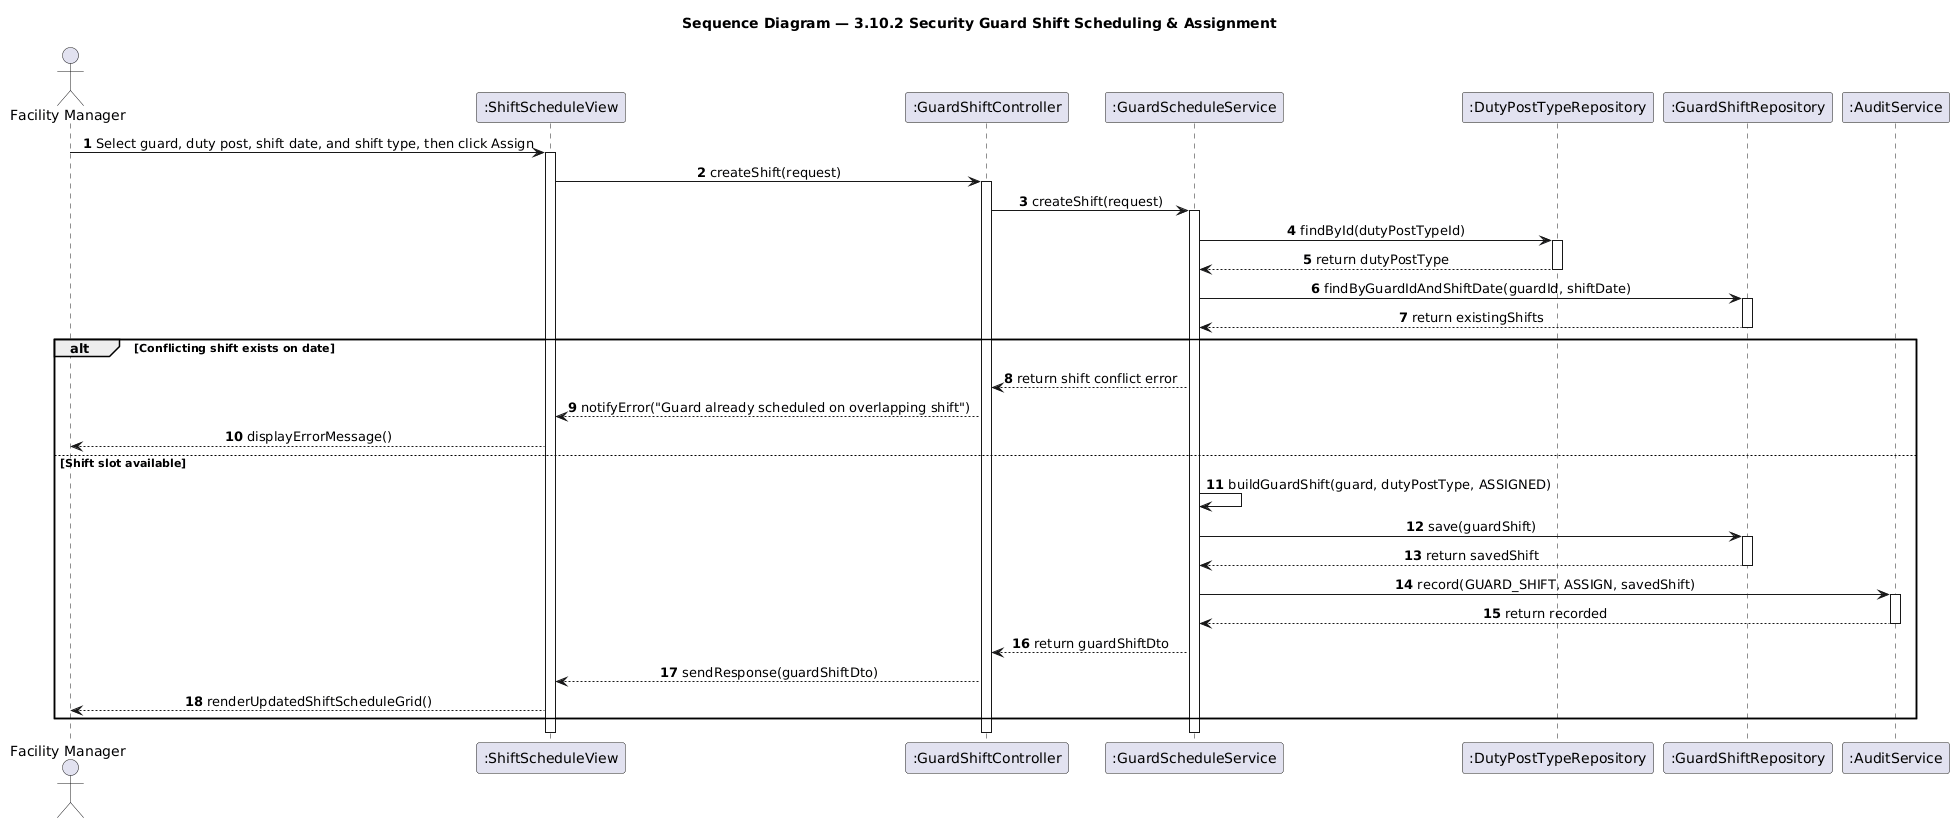 Sequence Diagram — 3.10.2 Security Guard Shift Scheduling & Assignment
Facility Manager
:ShiftScheduleView
:GuardShiftController
:GuardScheduleService
:DutyPostTypeRepository
:GuardShiftRepository
:AuditService
1 Select guard, duty post, shift date, and shift type, then click Assign
2 createShift(request)
3 createShift(request)
4 findById(dutyPostTypeId)
5 return dutyPostType
6 findByGuardIdAndShiftDate(guardId, shiftDate)
7 return existingShifts
alt [Conflicting shift exists on date]
8 return shift conflict error
9 notifyError("Guard already scheduled on overlapping shift")
10 displayErrorMessage()
[Shift slot available]
11 buildGuardShift(guard, dutyPostType, ASSIGNED)
12 save(guardShift)
13 return savedShift
14 record(GUARD_SHIFT, ASSIGN, savedShift)
15 return recorded
16 return guardShiftDto
17 sendResponse(guardShiftDto)
18 renderUpdatedShiftScheduleGrid()
Facility Manager
:ShiftScheduleView
:GuardShiftController
:GuardScheduleService
:DutyPostTypeRepository
:GuardShiftRepository
:AuditService